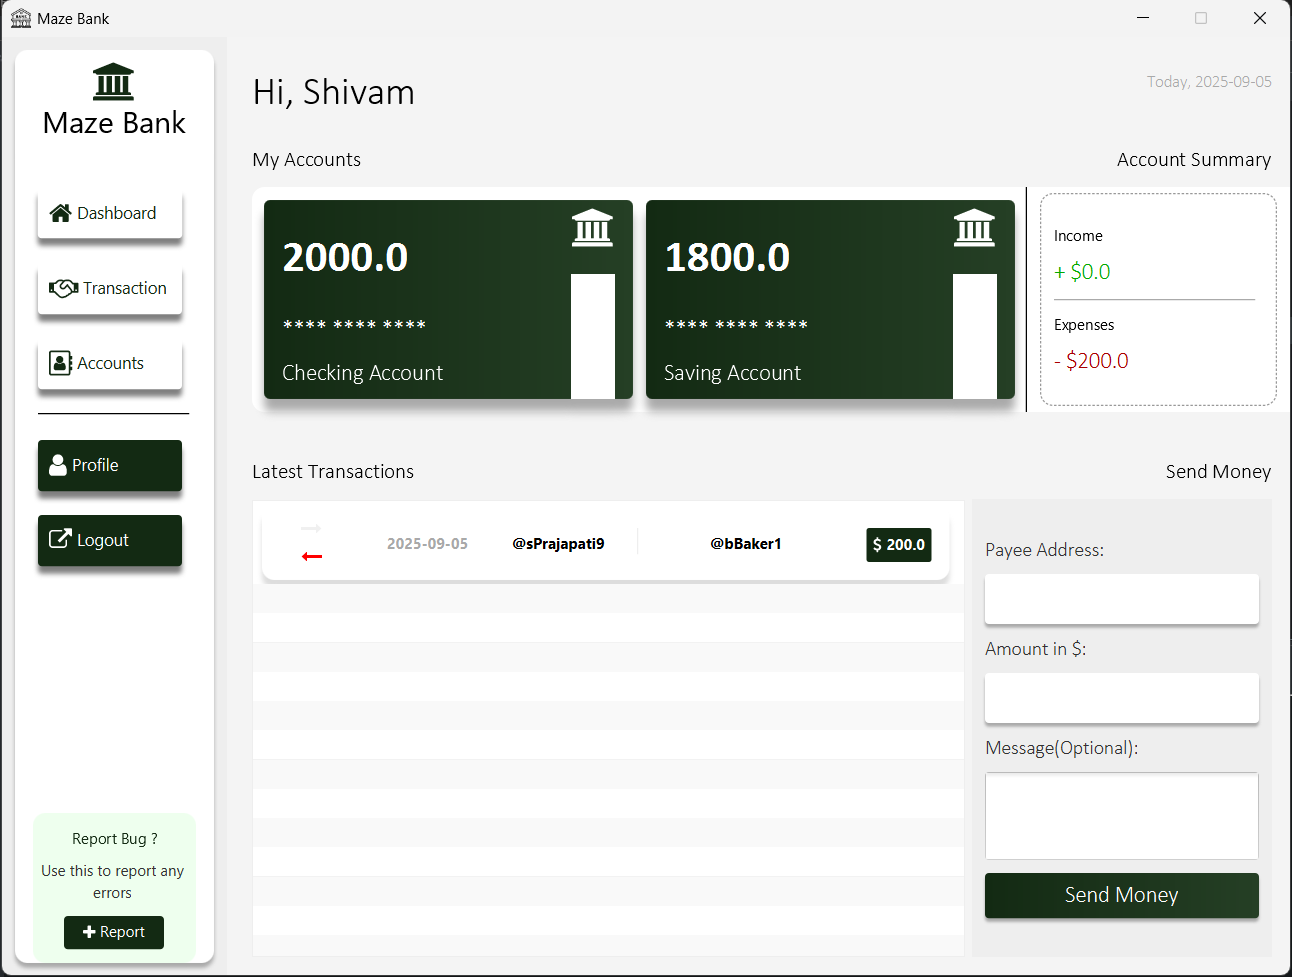 Maze Bank
Maze Bank
Dashboard
Transaction
Accounts
Profile
Logout
Report Bug ?
Use this to report any
errors
Report
Hi, Shivam
Today, 2025-09-05
My Accounts
Account Summary
2000.0
**** **** ****
Checking Account
1800.0
**** **** ****
Saving Account
Income
+ $0.0
Expenses
- $200.0
Latest Transactions
2025-09-05 @sPrajapati9 @bBaker1 $ 200.0
Send Money
Payee Address:
Amount in $:
Message(Optional):
Send Money